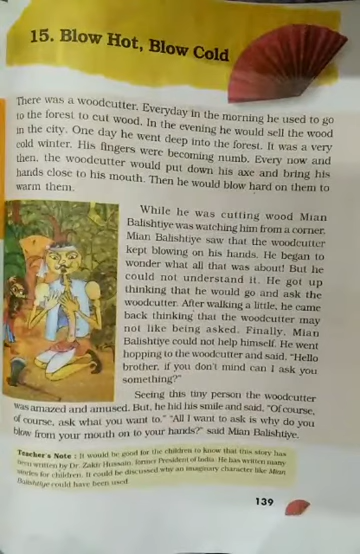 15. Blow Hot, Blow Cold
There was a woodcutter. Everyday in the morning he used to go
to the forest to cut wood. In the evening he would sell the wood
in the city. One day he went deep into the forest. It was a very
cold winter. His fingers were becoming numb. Every now and
then, the woodcutter would put down his axe and bring his
hands close to his mouth. Then he would blow hard on them to
warm them.
While he was cutting wood Mian
Balishtiye was watching him from a corner.
Mian Balishtiye saw that the woodcutter
kept blowing on his hands. He began to
wonder what all that was about! But he
could not understand it. He got up
thinking that he would go and ask the
woodcutter. After walking a little, he came
back thinking that the woodcutter may
not like being asked. Finally, Mian
Balishtiye could not help himself. He went
hopping to the woodcutter and said, "Hello
brother, if you don't mind can I ask you
something?"
Seeing this tiny person the woodcutter
was amazed and amused. But, he hid his smile and said, "Of course,
of course, ask what you want to." "All I want to ask is why do you
blow from your mouth on to your hands?" said Mian Balishtiye.
Teacher's Note : It would be good for the children to know that this story has
been written by Dr. Zakir Hussain, former President of India. He has written many
stories for children. It could be discussed why an imaginary character like Mian
Balishtiye could have been used
139